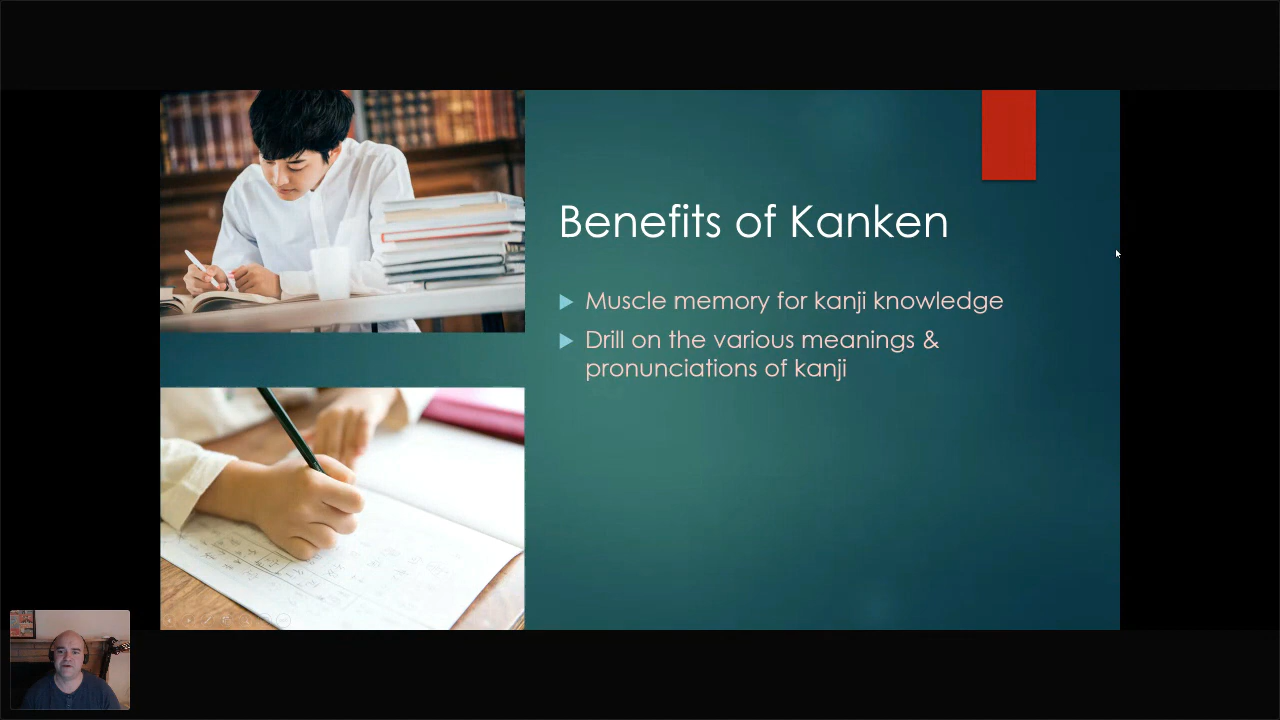 Benefits of Kanken
Muscle memory for kanji knowledge
Drill on the various meanings &
pronunciations of kanji